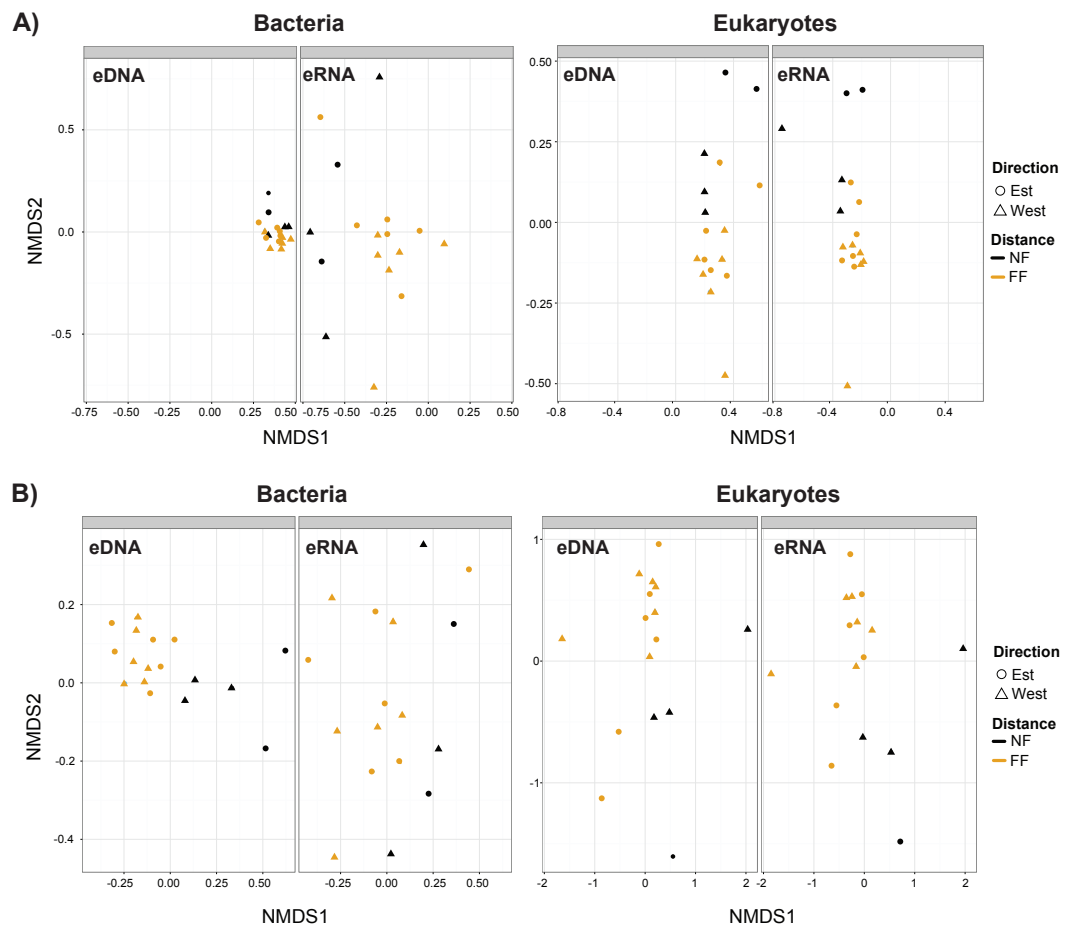 A)
Bacteria
Eukaryotes
eDNA
eRNA
eDNA
eRNA
NMDS2
0.5
0.0
-0.5
0.50
0.25
0.00
-0.25
-0.50
Direction
Est
West
Distance
NF
FF
-0.75 -0.50 -0.25 0.00 0.25 0.50 -0.75 -0.50 -0.25 0.00 0.25 0.50
-0.8 -0.4 0.0 0.4 -0.8 -0.4 0.0 0.4
NMDS1
NMDS1
B)
Bacteria
Eukaryotes
eDNA
eRNA
eDNA
eRNA
NMDS2
0.2
0.0
-0.2
-0.4
1
0
-1
Direction
Est
West
Distance
NF
FF
-0.25 0.00 0.25 0.50 -0.25 0.00 0.25 0.50
-2 -1 0 1 2 -2 -1 0 1 2
NMDS1
NMDS1